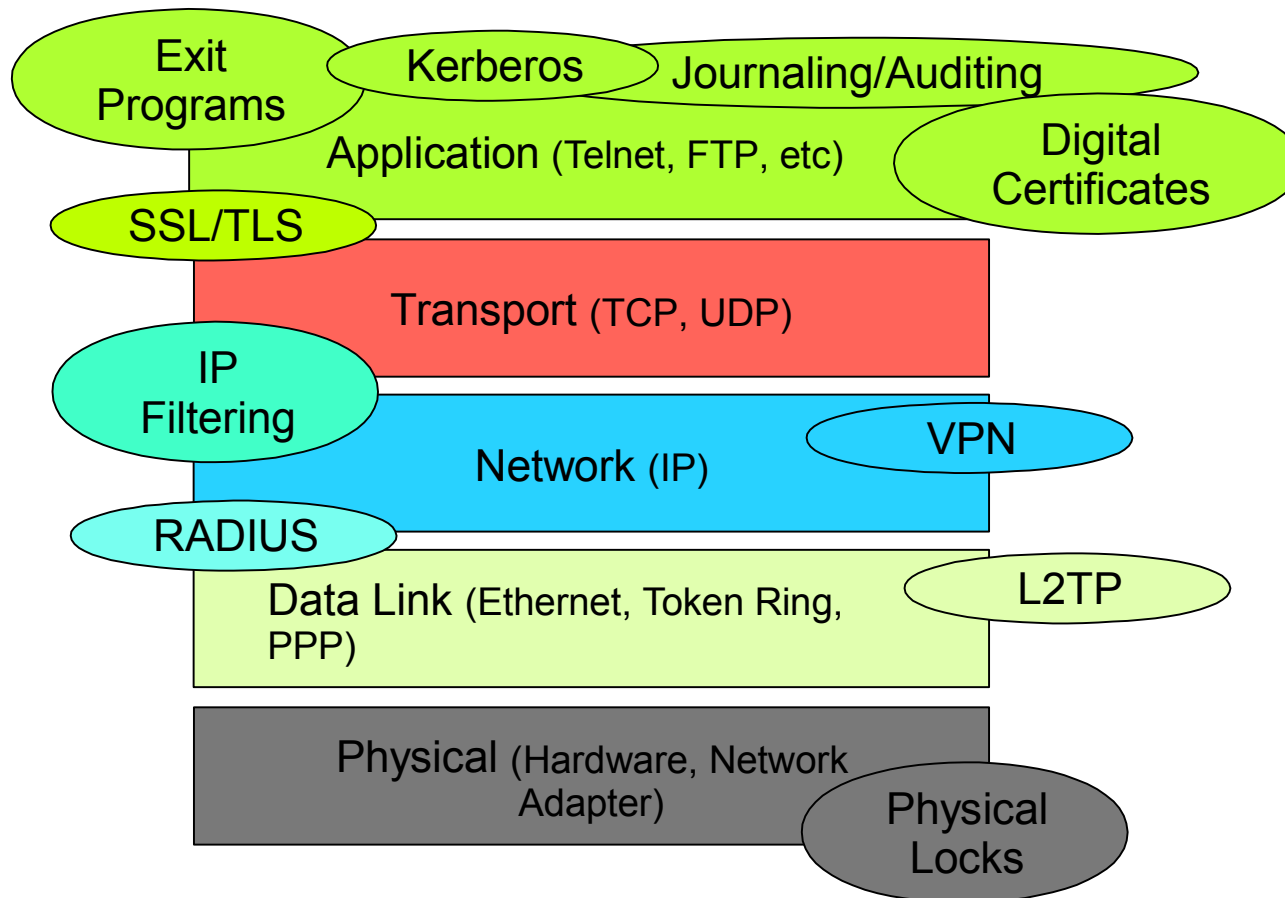 Exit
Programs
Kerberos
Journaling/Auditing
Application (Telnet, FTP, etc)
Digital
Certificates
SSL/TLS
Transport (TCP, UDP)
IP
Filtering
Network (IP)
VPN
RADIUS
Data Link (Ethernet, Token Ring,
PPP)
L2TP
Physical (Hardware, Network
Adapter)
Physical
Locks